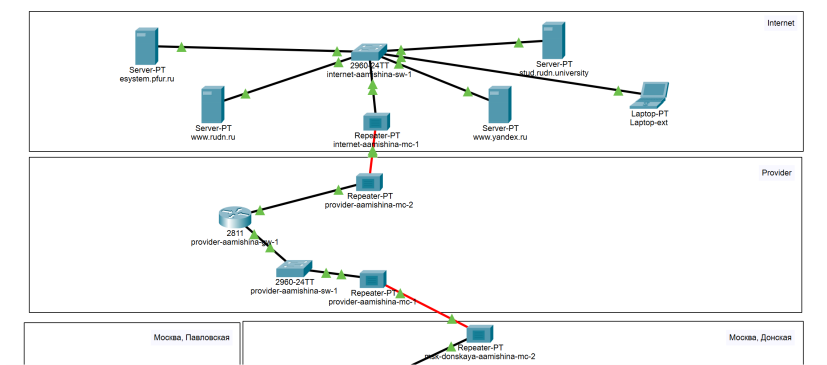 Internet
Server-PT
esystem.pfur.ru
2960-24TT
internet-aamishina-sw-1
Server-PT
stud.rudn.university
Server-PT
www.rudn.ru
Server-PT
www.yandex.ru
Laptop-PT
Laptop-ext
Repeater-PT
internet-aamishina-mc-1
Provider
Repeater-PT
provider-aamishina-mc-2
2811
provider-aamishina-gw-1
2960-24TT
provider-aamishina-sw-1
Repeater-PT
provider-aamishina-mc-1
Москва, Павловская
Москва, Донская
Repeater-PT
msk-donskaya-aamishina-mc-2